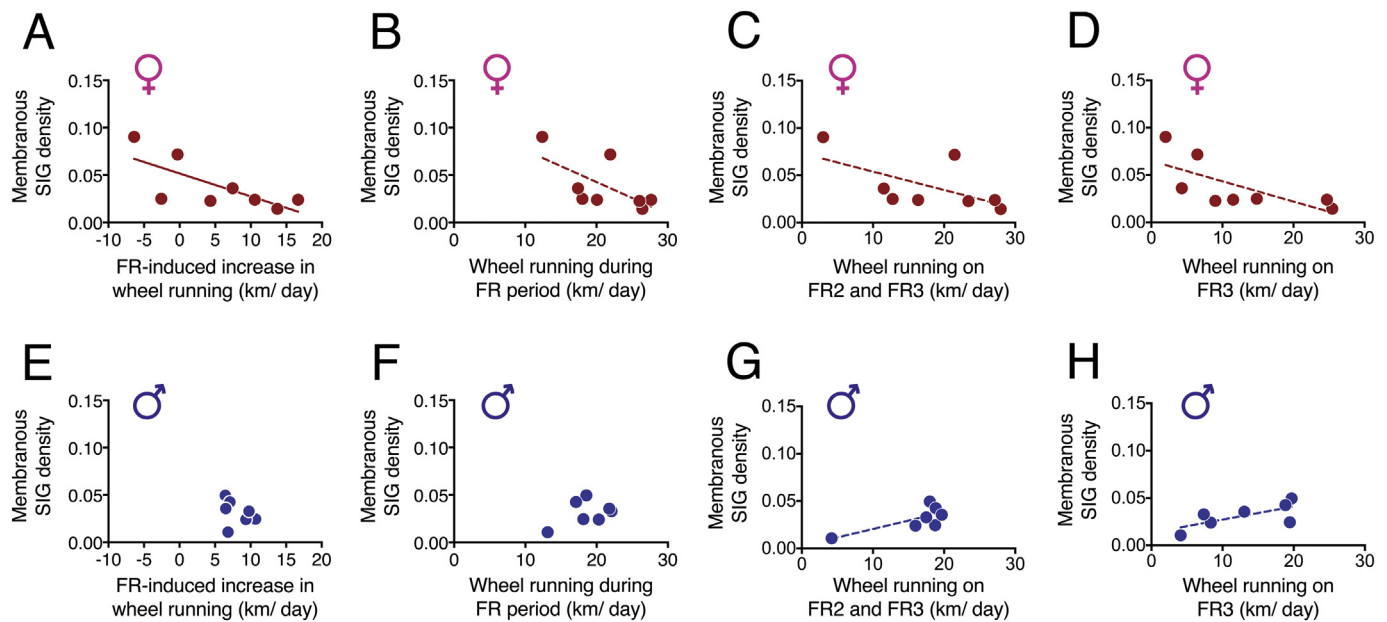 A
B
C
D
Membranous
SIG density
0.15
0.10
0.05
0.00
-10
-5
0
5
10
15
20
FR-induced increase in
wheel running (km/ day)
Membranous
SIG density
0.15
0.10
0.05
0.00
0
10
20
30
Wheel running during
FR period (km/ day)
Membranous
SIG density
0.15
0.10
0.05
0.00
0
10
20
30
Wheel running on
FR2 and FR3 (km/ day)
Membranous
SIG density
0.15
0.10
0.05
0.00
0
10
20
30
Wheel running on
FR3 (km/ day)
E
F
G
H
Membranous
SIG density
0.15
0.10
0.05
0.00
-10
-5
0
5
10
15
20
FR-induced increase in
wheel running (km/ day)
Membranous
SIG density
0.15
0.10
0.05
0.00
0
10
20
30
Wheel running during
FR period (km/ day)
Membranous
SIG density
0.15
0.10
0.05
0.00
0
10
20
30
Wheel running on
FR2 and FR3 (km/ day)
Membranous
SIG density
0.15
0.10
0.05
0.00
0
10
20
30
Wheel running on
FR3 (km/ day)